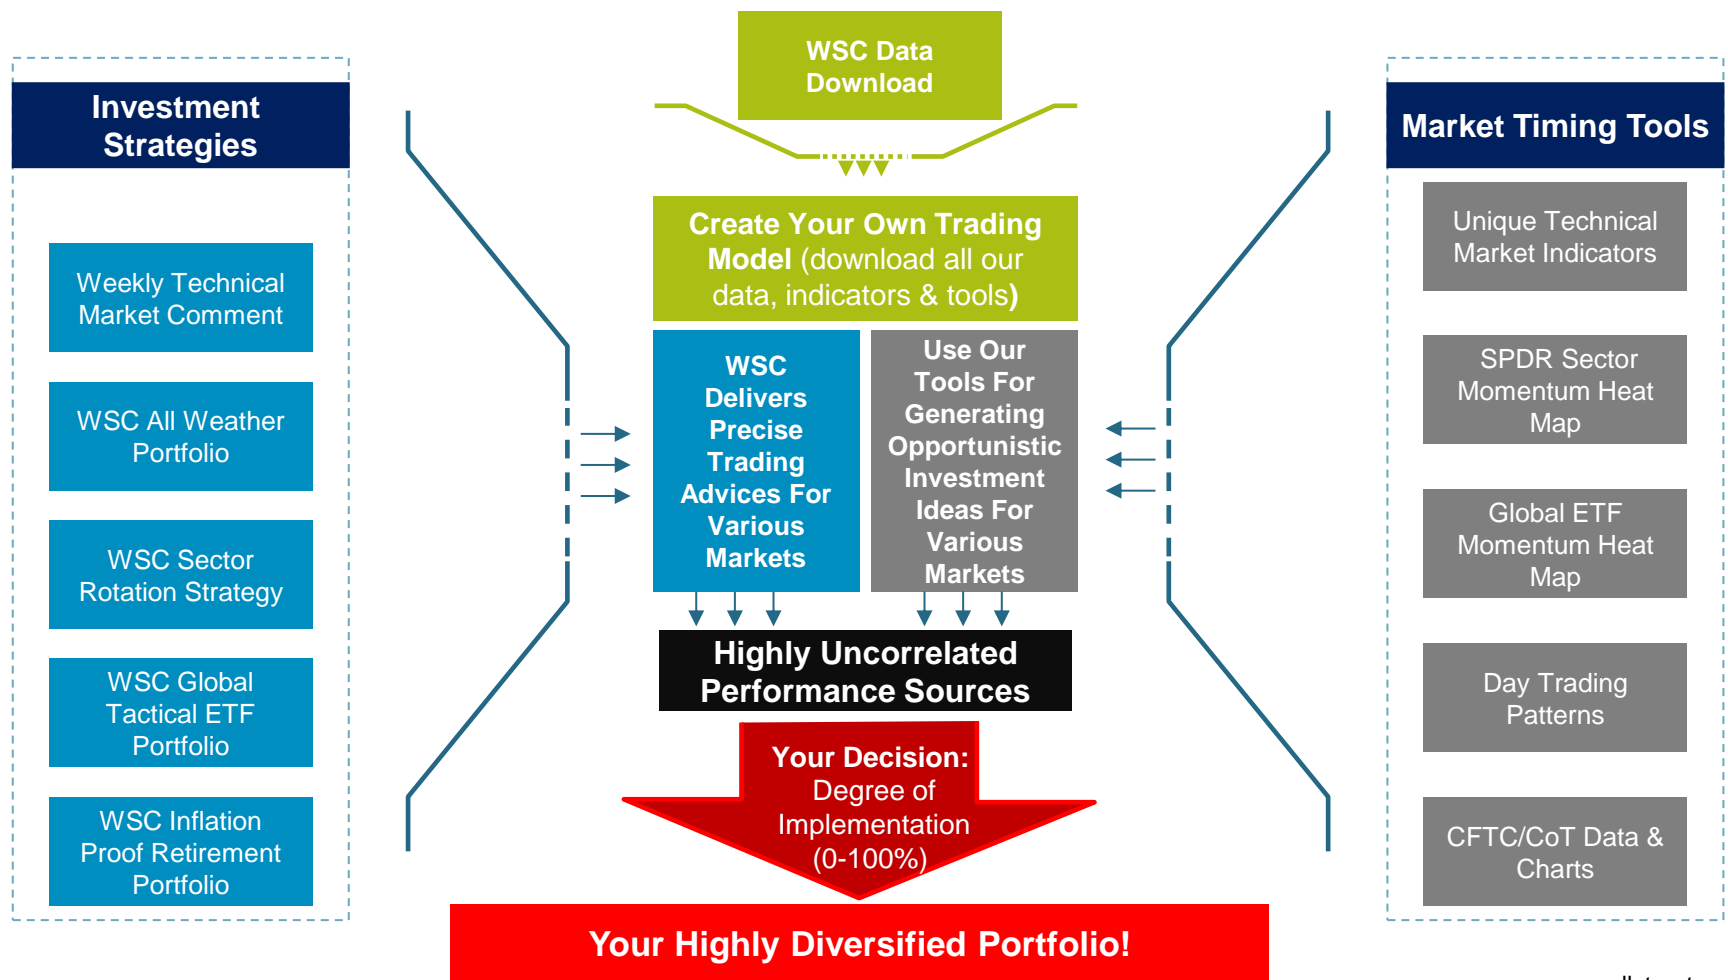 WSC Data
Download
Investment
Strategies
Market Timing Tools
Weekly Technical
Market Comment
WSC All Weather
Portfolio
WSC Sector
Rotation Strategy
WSC Global
Tactical ETF
Portfolio
WSC Inflation
Proof Retirement
Portfolio
Create Your Own Trading
Model (download all our
data, indicators & tools)
WSC
Delivers
Precise
Trading
Advices For
Various
Markets
Use Our
Tools For
Generating
Opportunistic
Investment
Ideas For
Various
Markets
Highly Uncorrelated
Performance Sources
Your Decision:
Degree of
Implementation
(0-100%)
Your Highly Diversified Portfolio!
Unique Technical
Market Indicators
SPDR Sector
Momentum Heat
Map
Global ETF
Momentum Heat
Map
Day Trading
Patterns
CFTC/CoT Data &
Charts